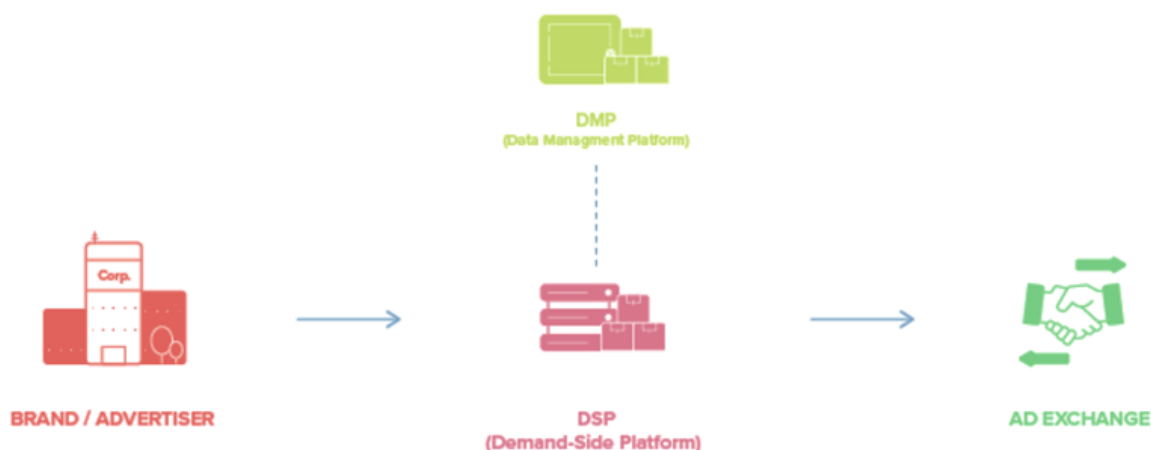 DMP
(Data Managment Platform)
Corp.
BRAND / ADVERTISER
DSP
(Demand-Side Platform)
AD EXCHANGE